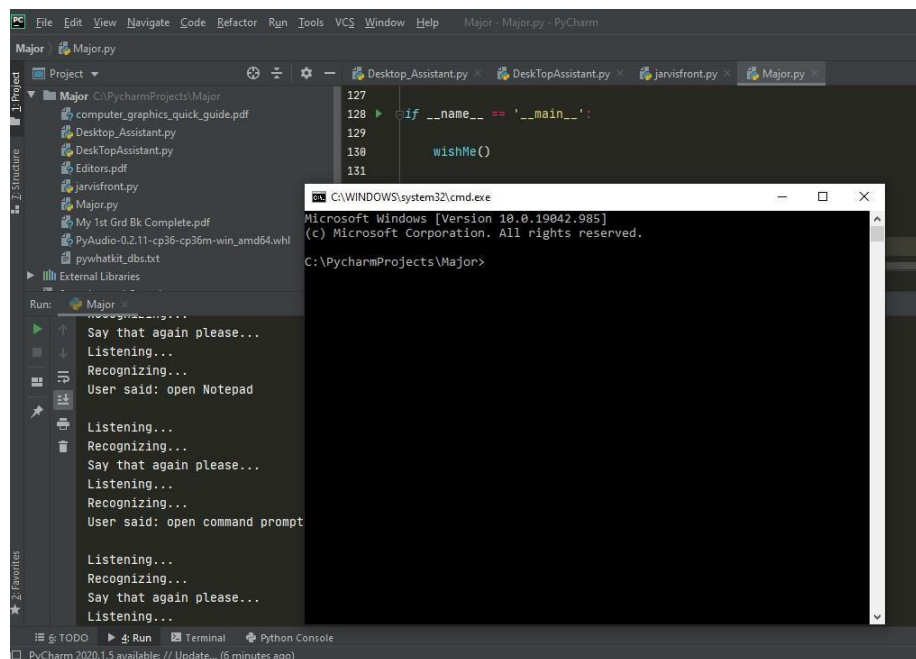 File Edit View Navigate Code Refactor Run Tools VCS Window Help Major - Major.py - PyCharm
Major Major.py
Project
Desktop_Assistant.py DeskTopAssistant.py jarvisfront.py Major.py
1: Project
Major C:\PycharmProjects\Major
computer_graphics_quick_guide.pdf
Desktop_Assistant.py
DeskTopAssistant.py
Editors.pdf
jarvisfront.py
Major.py
My 1st Grd Bk Complete.pdf
PyAudio-0.2.11-cp36-cp36m-win_amd64.whl
pywhatkit_dbs.txt
External Libraries
Z: Structure
127
128 if __name__ == '__main__':
129
130 wishMe()
131
C:\WINDOWS\system32\cmd.exe
Microsoft Windows [Version 10.0.19042.985]
(c) Microsoft Corporation. All rights reserved.
C:\PycharmProjects\Major>
Run: Major
Recognizing...
Say that again please...
Listening...
Recognizing...
User said: open Notepad
Listening...
Recognizing...
Say that again please...
Listening...
Recognizing...
User said: open command prompt
Listening...
Recognizing...
Say that again please...
Listening...
2: Favorites
6: TODO 4: Run Terminal Python Console
PyCharm 2020.1.5 available: // Update... (6 minutes ago)